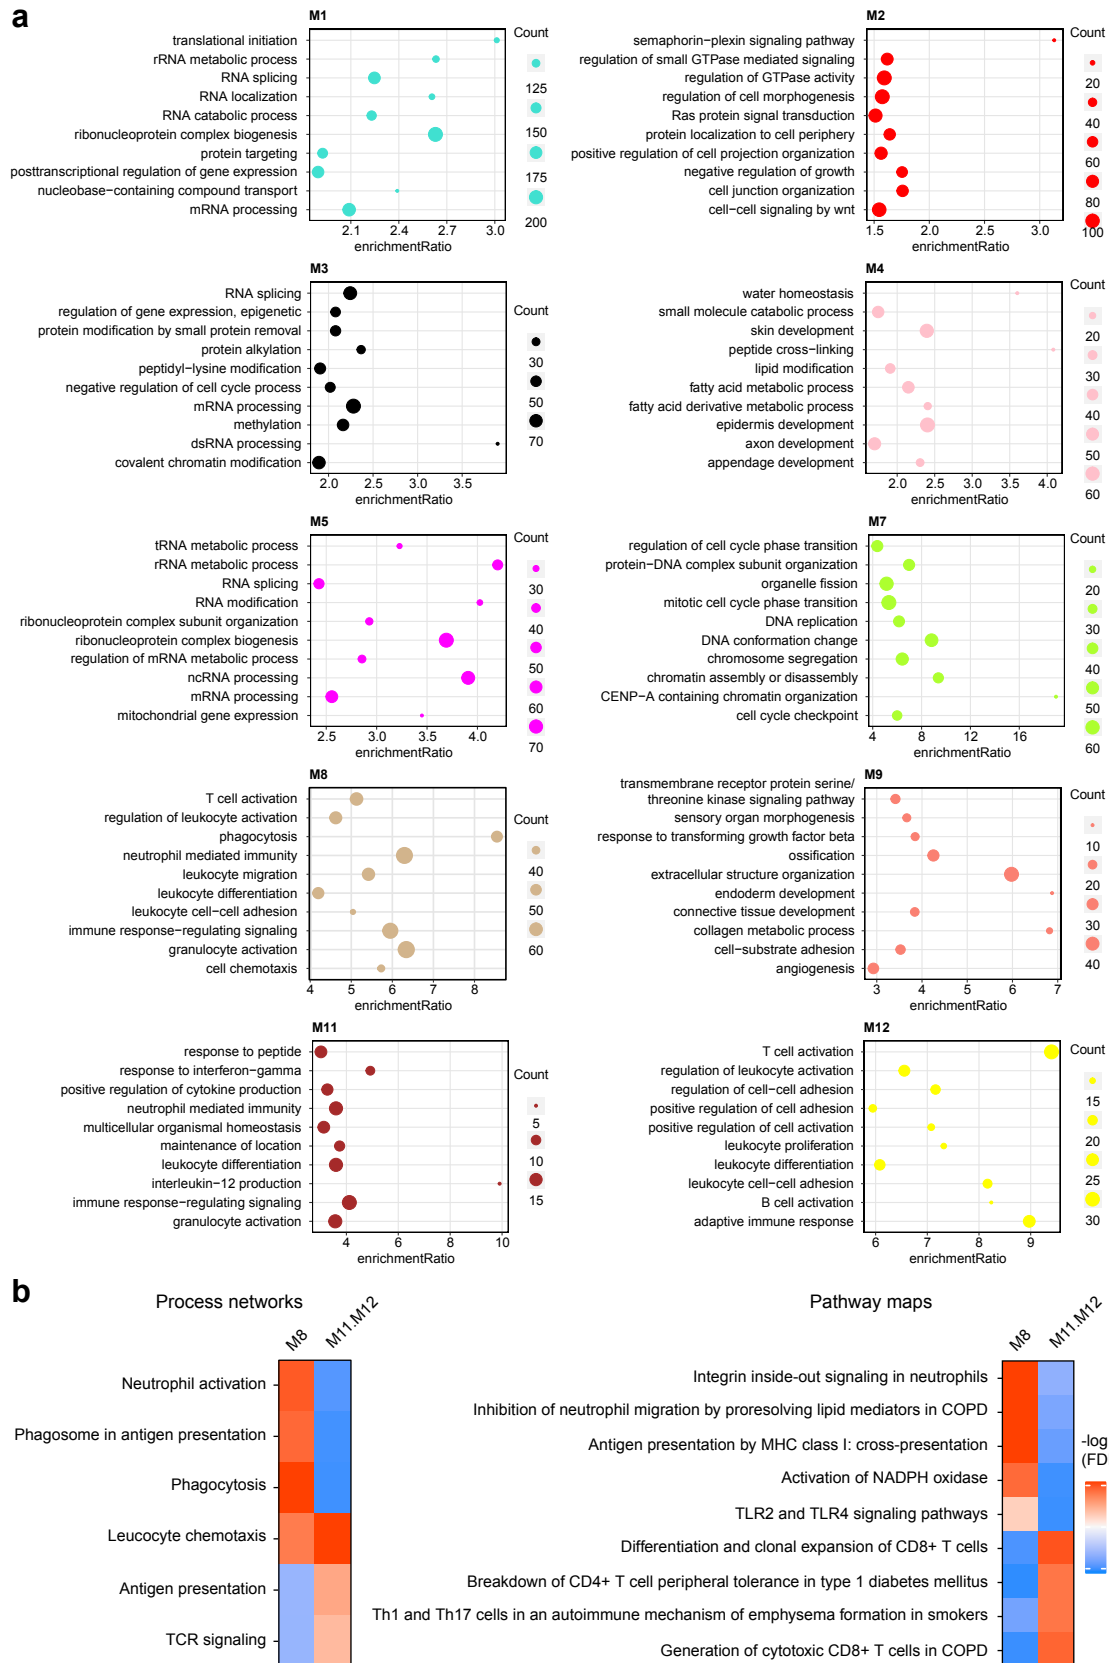 a
M1
Count
translational initiation
rRNA metabolic process
RNA splicing
RNA localization
RNA catabolic process
ribonucleoprotein complex biogenesis
protein targeting
posttranscriptional regulation of gene expression
nucleobase−containing compound transport
mRNA processing
125
150
175
200
2.1 2.4 2.7 3.0
enrichmentRatio
M2
Count
semaphorin−plexin signaling pathway
regulation of small GTPase mediated signaling
regulation of GTPase activity
regulation of cell morphogenesis
Ras protein signal transduction
protein localization to cell periphery
positive regulation of cell projection organization
negative regulation of growth
cell junction organization
cell−cell signaling by wnt
20
40
60
80
100
1.5 2.0 2.5 3.0
enrichmentRatio
M3
Count
RNA splicing
regulation of gene expression, epigenetic
protein modification by small protein removal
protein alkylation
peptidyl−lysine modification
negative regulation of cell cycle process
mRNA processing
methylation
dsRNA processing
covalent chromatin modification
30
50
70
2.0 2.5 3.0 3.5
enrichmentRatio
M4
Count
water homeostasis
small molecule catabolic process
skin development
peptide cross−linking
lipid modification
fatty acid metabolic process
fatty acid derivative metabolic process
epidermis development
axon development
appendage development
20
30
40
50
60
2.0 2.5 3.0 3.5 4.0
enrichmentRatio
M5
Count
tRNA metabolic process
rRNA metabolic process
RNA splicing
RNA modification
ribonucleoprotein complex subunit organization
ribonucleoprotein complex biogenesis
regulation of mRNA metabolic process
ncRNA processing
mRNA processing
mitochondrial gene expression
30
40
50
60
70
2.5 3.0 3.5 4.0
enrichmentRatio
M7
Count
regulation of cell cycle phase transition
protein−DNA complex subunit organization
organelle fission
mitotic cell cycle phase transition
DNA replication
DNA conformation change
chromosome segregation
chromatin assembly or disassembly
CENP−A containing chromatin organization
cell cycle checkpoint
20
30
40
50
60
4 8 12 16
enrichmentRatio
M8
Count
T cell activation
regulation of leukocyte activation
phagocytosis
neutrophil mediated immunity
leukocyte migration
leukocyte differentiation
leukocyte cell−cell adhesion
immune response−regulating signaling
granulocyte activation
cell chemotaxis
40
50
60
4 5 6 7 8
enrichmentRatio
M9
Count
transmembrane receptor protein serine/
threonine kinase signaling pathway
sensory organ morphogenesis
response to transforming growth factor beta
ossification
extracellular structure organization
endoderm development
connective tissue development
collagen metabolic process
cell−substrate adhesion
angiogenesis
10
20
30
40
3 4 5 6 7
enrichmentRatio
M11
Count
response to peptide
response to interferon−gamma
positive regulation of cytokine production
neutrophil mediated immunity
multicellular organismal homeostasis
maintenance of location
leukocyte differentiation
interleukin−12 production
immune response−regulating signaling
granulocyte activation
5
10
15
4 6 8 10
enrichmentRatio
M12
Count
T cell activation
regulation of leukocyte activation
regulation of cell−cell adhesion
positive regulation of cell adhesion
positive regulation of cell activation
leukocyte proliferation
leukocyte differentiation
leukocyte cell−cell adhesion
B cell activation
adaptive immune response
15
20
25
30
6 7 8 9
enrichmentRatio
b
Process networks
M8
M11.M12
Neutrophil activation
Phagosome in antigen presentation
Phagocytosis
Leucocyte chemotaxis
Antigen presentation
TCR signaling
Pathway maps
M8
M11.M12
Integrin inside-out signaling in neutrophils
Inhibition of neutrophil migration by proresolving lipid mediators in COPD
Antigen presentation by MHC class I: cross-presentation
Activation of NADPH oxidase
TLR2 and TLR4 signaling pathways
Differentiation and clonal expansion of CD8+ T cells
Breakdown of CD4+ T cell peripheral tolerance in type 1 diabetes mellitus
Th1 and Th17 cells in an autoimmune mechanism of emphysema formation in smokers
Generation of cytotoxic CD8+ T cells in COPD
-log
(FD